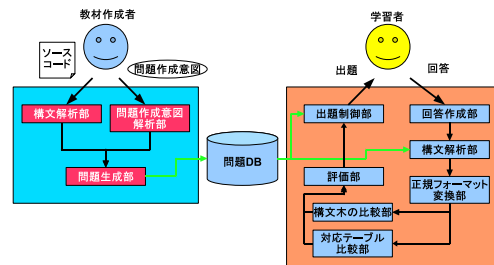 教材作成者
ソース
コード
問題作成意図
構文解析部
問題作成意図
解析部
問題生成部
問題DB
学習者
出題
回答
出題制御部
回答作成部
構文解析部
評価部
正規フォーマット
変換部
構文木の比較部
対応テーブル
比較部